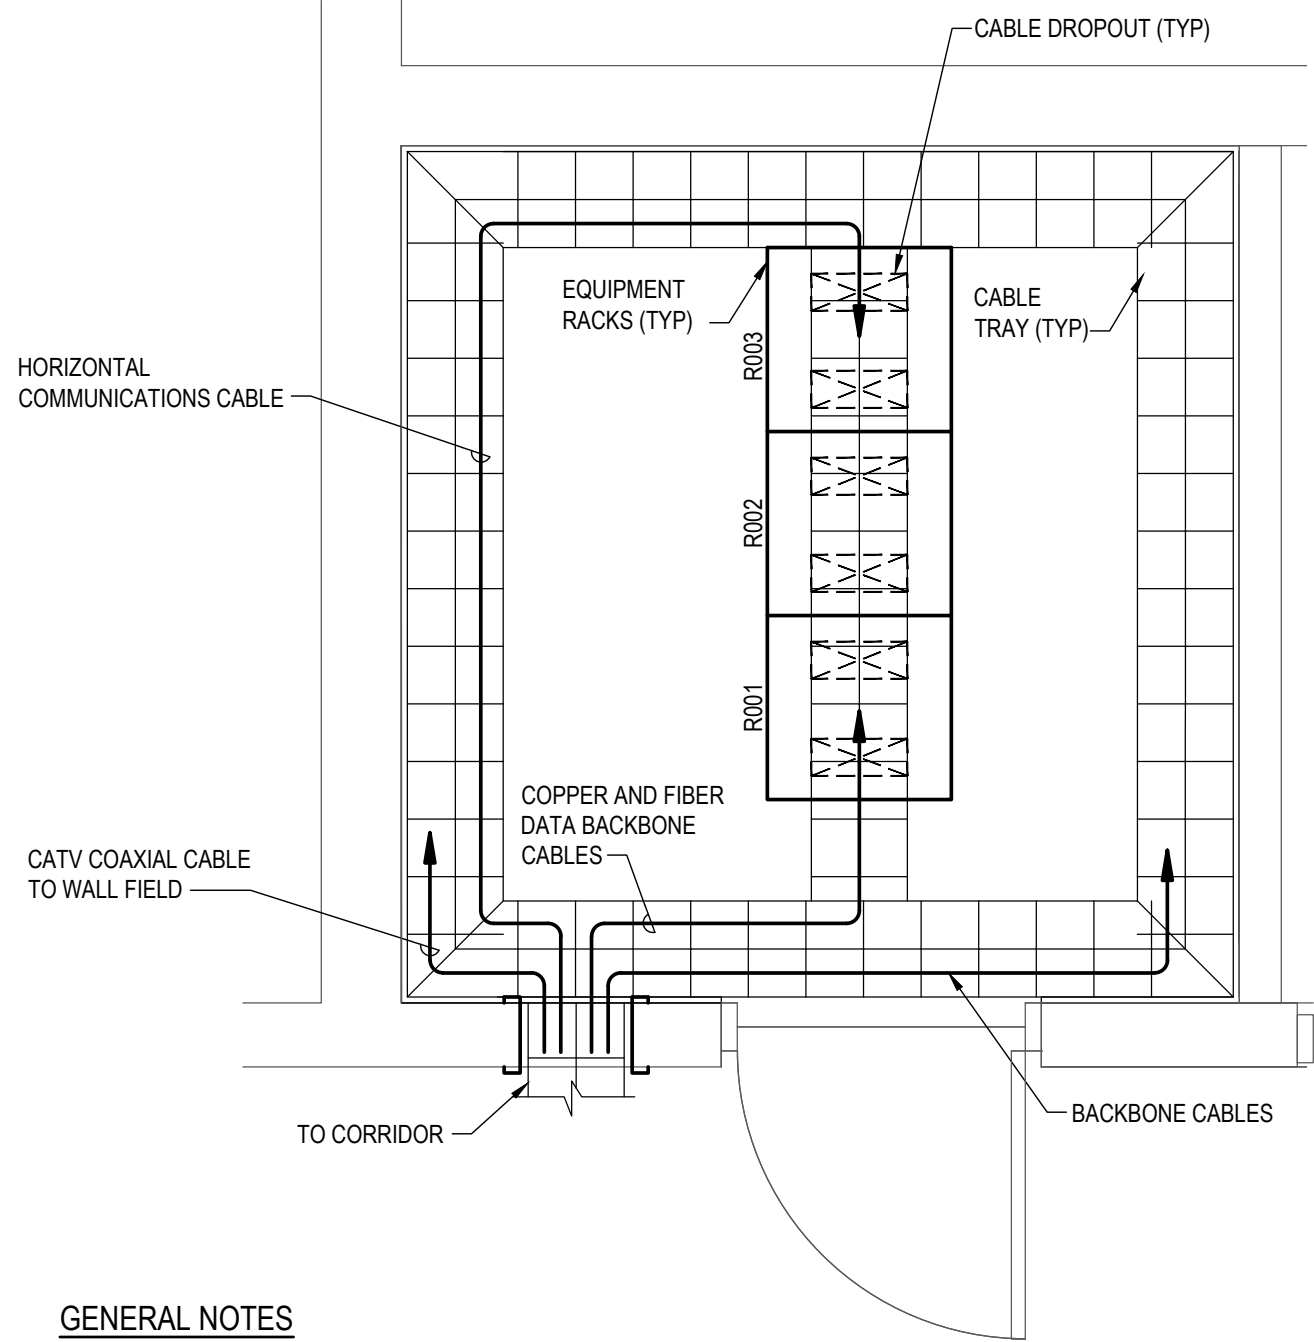 CABLE DROPOUT (TYP)
EQUIPMENT
RACKS (TYP)
CABLE
TRAY (TYP)
R003
HORIZONTAL
COMMUNICATIONS CABLE
R002
R001
COPPER AND FIBER
DATA BACKBONE
CABLES
CATV COAXIAL CABLE
TO WALL FIELD
BACKBONE CABLES
TO CORRIDOR
GENERAL NOTES